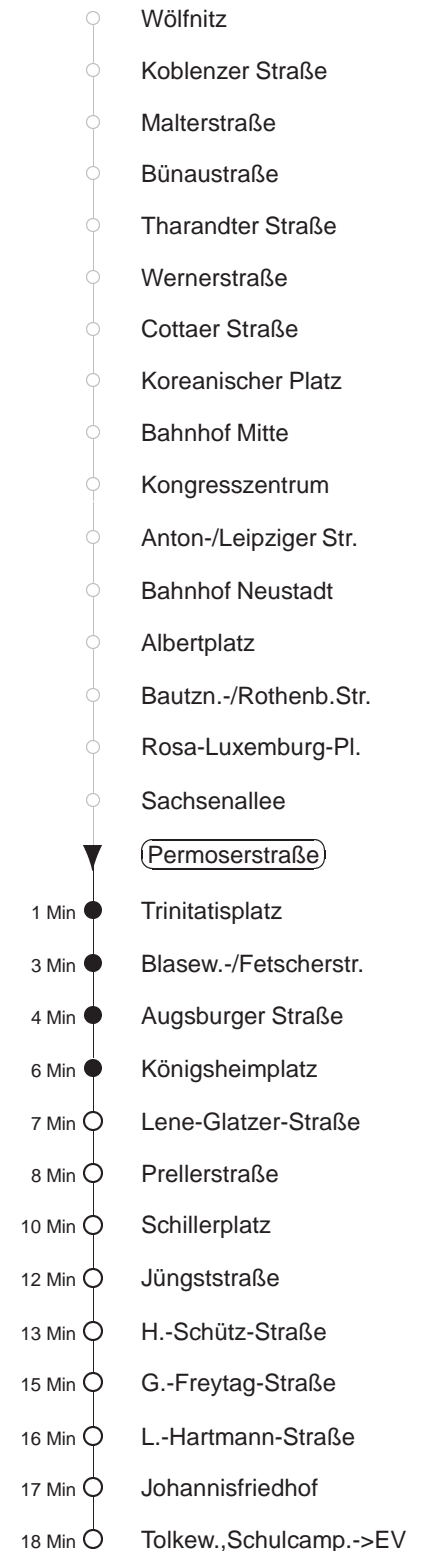 Wölfnitz
Koblenzer Straße
Malterstraße
Bünaustraße
Tharandter Straße
Wernerstraße
Cottaer Straße
Koreanischer Platz
Bahnhof Mitte
Kongresszentrum
Anton-/Leipziger Str.
Bahnhof Neustadt
Albertplatz
Bautzn.-/Rothenb.Str.
Rosa-Luxemburg-Pl.
Sachsenallee
Permoserstraße
1 Min Trinitatisplatz
3 Min Blasew.-/Fetscherstr.
4 Min Augsburger Straße
6 Min Königsheimplatz
7 Min Lene-Glatzer-Straße
8 Min Prellerstraße
10 Min Schillerplatz
12 Min Jüngststraße
13 Min H.-Schütz-Straße
15 Min G.-Freytag-Straße
16 Min L.-Hartmann-Straße
17 Min Johannisfriedhof
18 Min Tolkew.,Schulcamp.->EV